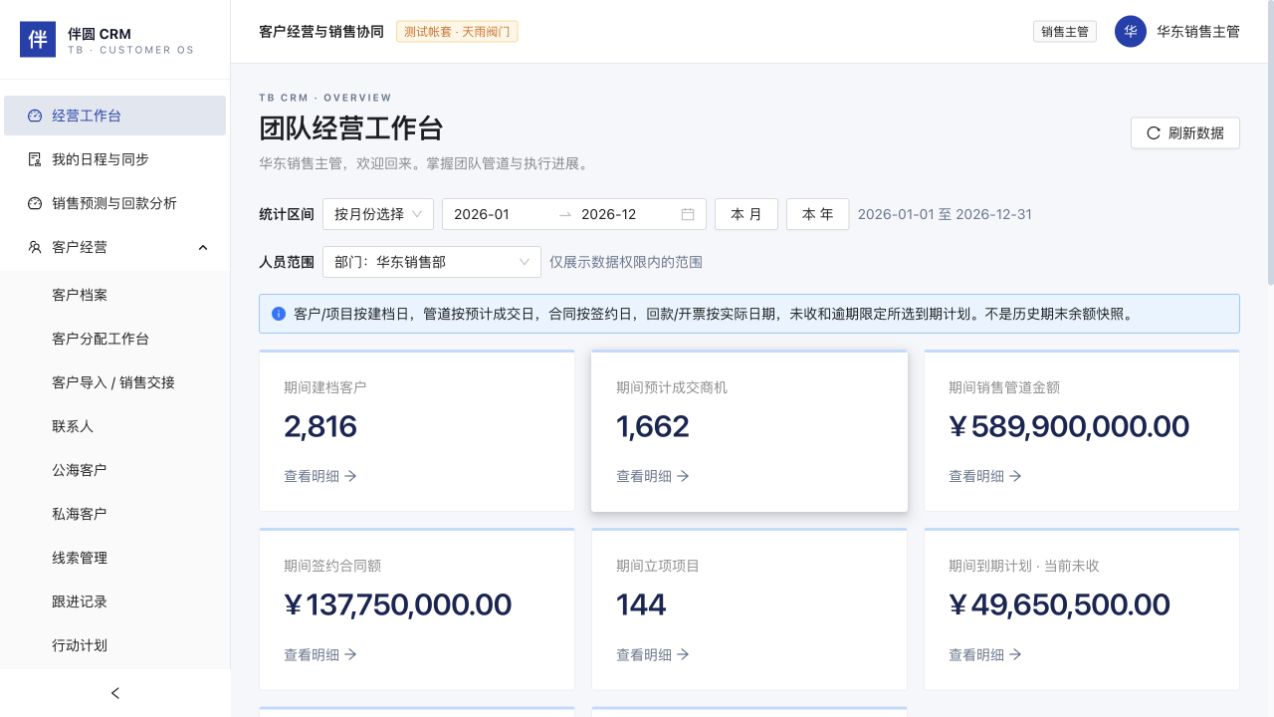 伴
伴圆 CRM
TB · CUSTOMER OS
经营工作台
我的日程与同步
销售预测与回款分析
客户经营
客户档案
客户分配工作台
客户导入 / 销售交接
联系人
公海客户
私海客户
线索管理
跟进记录
行动计划
客户经营与销售协同
测试帐套 · 天雨阀门
销售主管
华
华东销售主管
TB CRM · OVERVIEW
团队经营工作台
华东销售主管，欢迎回来。掌握团队管道与执行进展。
刷新数据
统计区间 按月份选择 2026-01 → 2026-12 本 月 本 年 2026-01-01 至 2026-12-31
人员范围 部门：华东销售部 仅展示数据权限内的范围
客户/项目按建档日，管道按预计成交日，合同按签约日，回款/开票按实际日期，未收和逾期限定所选到期计划。不是历史期末余额快照。
期间建档客户
2,816
查看明细 →
期间预计成交商机
1,662
查看明细 →
期间销售管道金额
¥589,900,000.00
查看明细 →
期间签约合同额
¥137,750,000.00
查看明细 →
期间立项项目
144
查看明细 →
期间到期计划 · 当前未收
¥49,650,500.00
查看明细 →